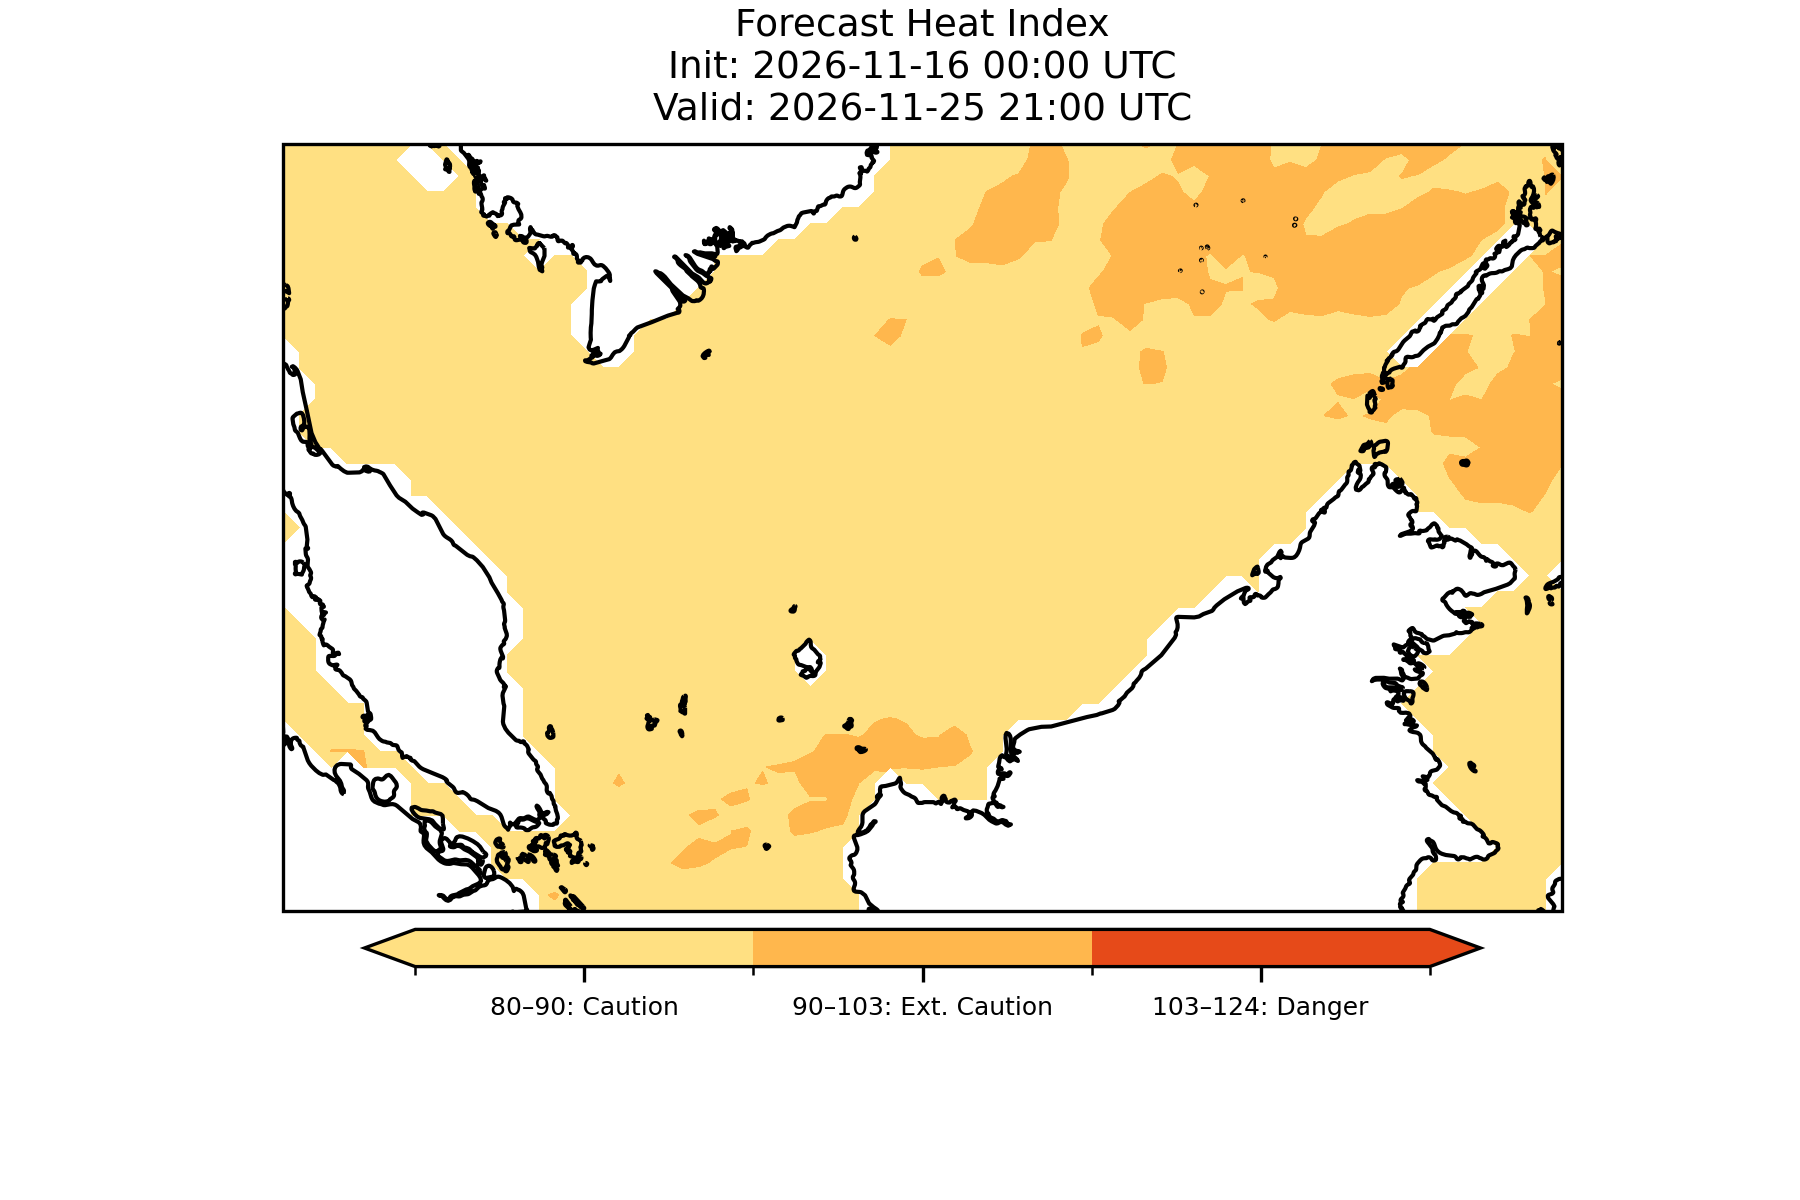 Forecast Heat Index
Init: 2026-11-16 00:00 UTC
Valid: 2026-11-25 21:00 UTC
80–90: Caution
90–103: Ext. Caution
103–124: Danger